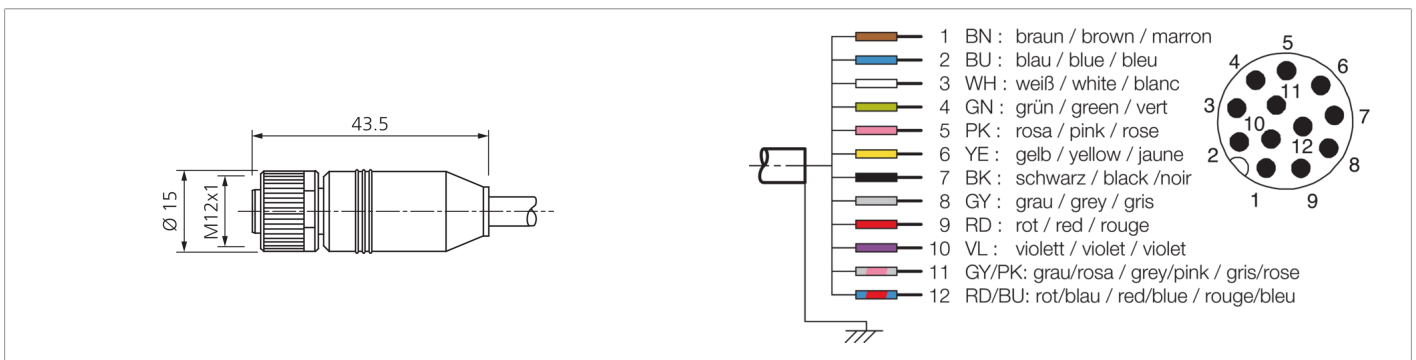 43.5
Ø 15
M12x1
1 BN : braun / brown / marron
2 BU : blau / blue / bleu
3 WH : weiß / white / blanc
4 GN : grün / green / vert
5 PK : rosa / pink / rose
6 YE : gelb / yellow / jaune
7 BK : schwarz / black /noir
8 GY : grau / grey / gris
9 RD : rot / red / rouge
10 VL : violett / violet / violet
11 GY/PK: grau/rosa / grey/pink / gris/rose
12 RD/BU: rot/blau / red/blue / rouge/bleu
5
4
6
11
3
7
10
12
2
8
1
9